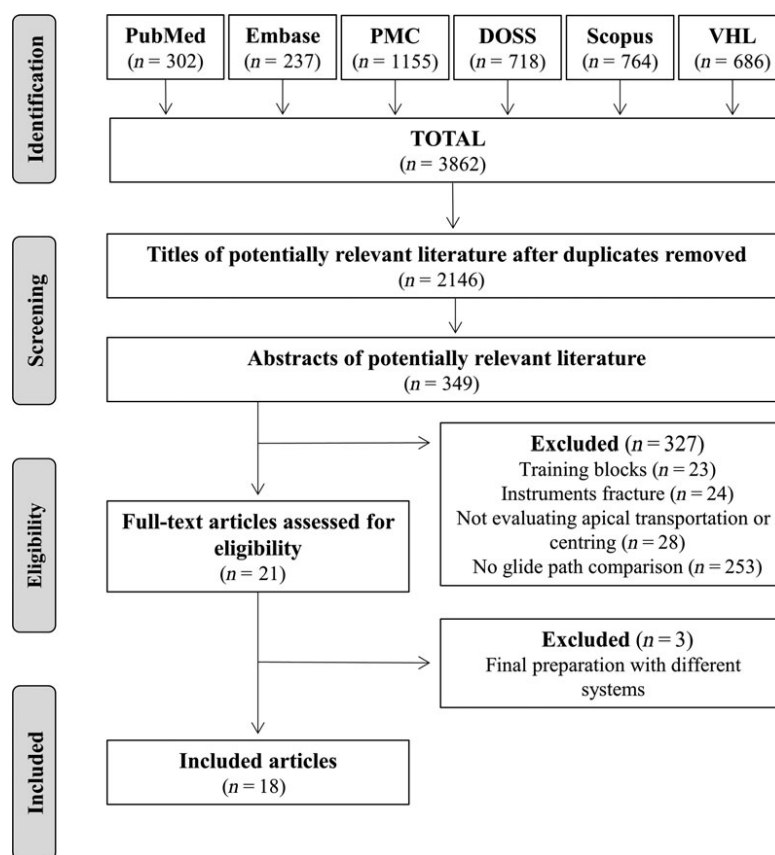 PubMed
(n = 302)
Embase
(n = 237)
PMC
(n = 1155)
DOSS
(n = 718)
Scopus
(n = 764)
VHL
(n = 686)
Identification
TOTAL
(n = 3862)
Screening
Titles of potentially relevant literature after duplicates removed
(n = 2146)
Abstracts of potentially relevant literature
(n = 349)
Eligibility
Excluded (n = 327)
Training blocks (n = 23)
Instruments fracture (n = 24)
Not evaluating apical transportation or
centring (n = 28)
No glide path comparison (n = 253)
Full-text articles assessed for
eligibility
(n = 21)
Excluded (n = 3)
Final preparation with different
systems
Included
Included articles
(n = 18)